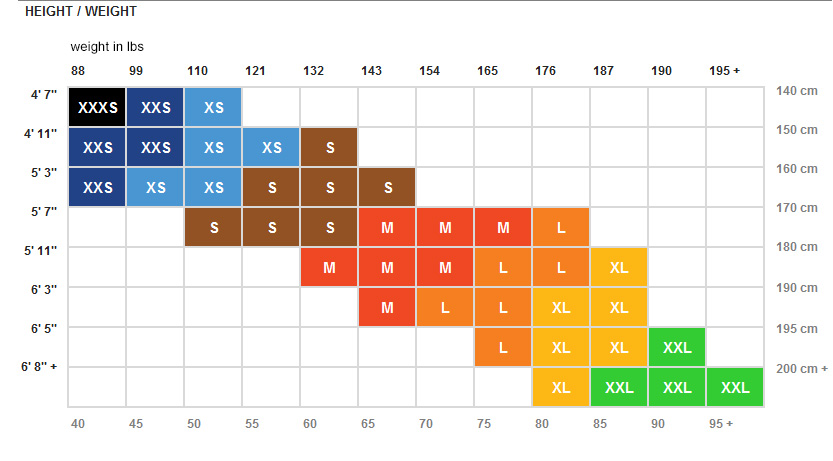 HEIGHT / WEIGHT
weight in lbs
88 99 110 121 132 143 154 165 176 187 190 195 +
4' 7" XXXS XXS XS 140 cm
4' 11" XXS XXS XS XS S 150 cm
5' 3" XXS XS XS S S S 160 cm
5' 7" S S S M M M L 170 cm
5' 11" M M M L L XL 180 cm
6' 3" M L L XL XL 190 cm
6' 5" L XL XL XXL 195 cm
6' 8" + XL XXL XXL XXL 200 cm +
40 45 50 55 60 65 70 75 80 85 90 95 +